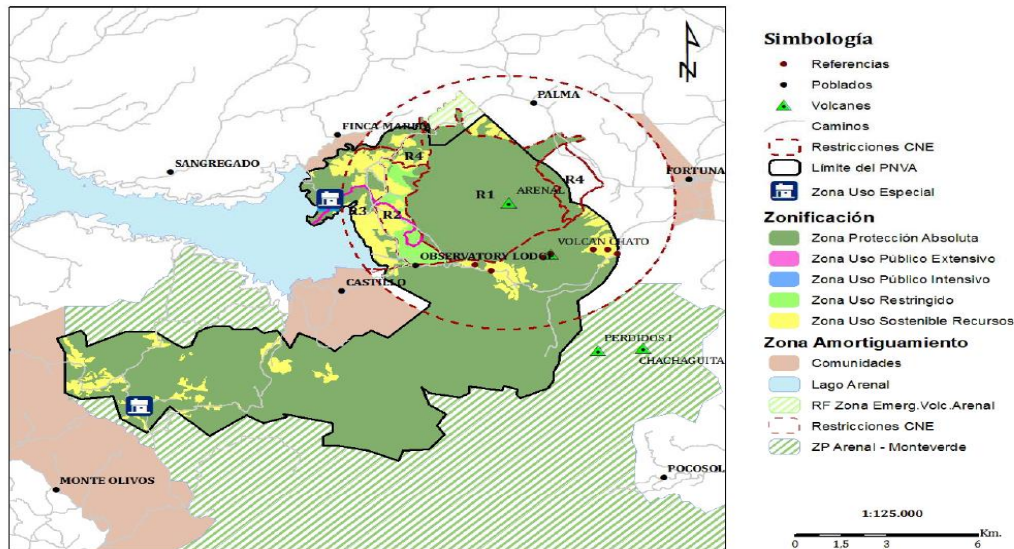 N
PALMA
FINCA MARITA
SANGREGADO
R4
R4
FORTUNA
R1
ARENAL
R3
R2
VOLCAN CHATO
OBSERVATORY LODGE
CASTILLO
PERDIDOS I
CHACHAGUITA
MONTE OLIVOS
POCOSOL
Simbología
Referencias
Poblados
Volcanes
Caminos
Restricciones CNE
Límite del PNVA
Zona Uso Especial
Zonificación
Zona Protección Absoluta
Zona Uso Público Extensivo
Zona Uso Público Intensivo
Zona Uso Restringido
Zona Uso Sostenible Recursos
Zona Amortiguamiento
Comunidades
Lago Arenal
RF Zona Emerg.Volc.Arenal
Restricciones CNE
ZP Arenal - Monteverde
1:125.000
Km.
0 1,5 3 6